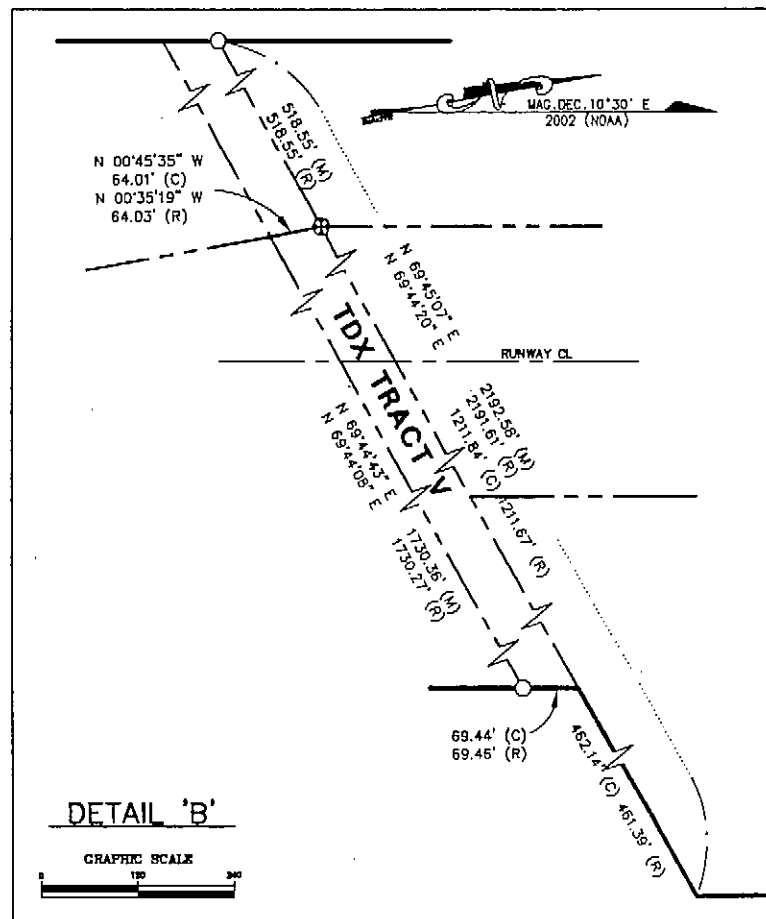 MAG.DEC.10°30' E
2002 (NOAA)
518.55' (M)
518.55' (R)
N 00°45'35" W
64.01' (C)
N 00°35'19" W
64.03' (R)
N 69°45'07" E
N 69°44'20" E
RUNWAY CL
TDX TRACT V
N 69°44'43" E
N 69°44'08" E
2192.58' (M)
2191.61' (R)
1211.84' (C)
1211.67' (R)
1730.36' (M)
1730.27' (R)
69.44' (C)
69.46' (R)
462.14' (C)
461.39' (R)
DETAIL 'B'
GRAPHIC SCALE
0 120 240